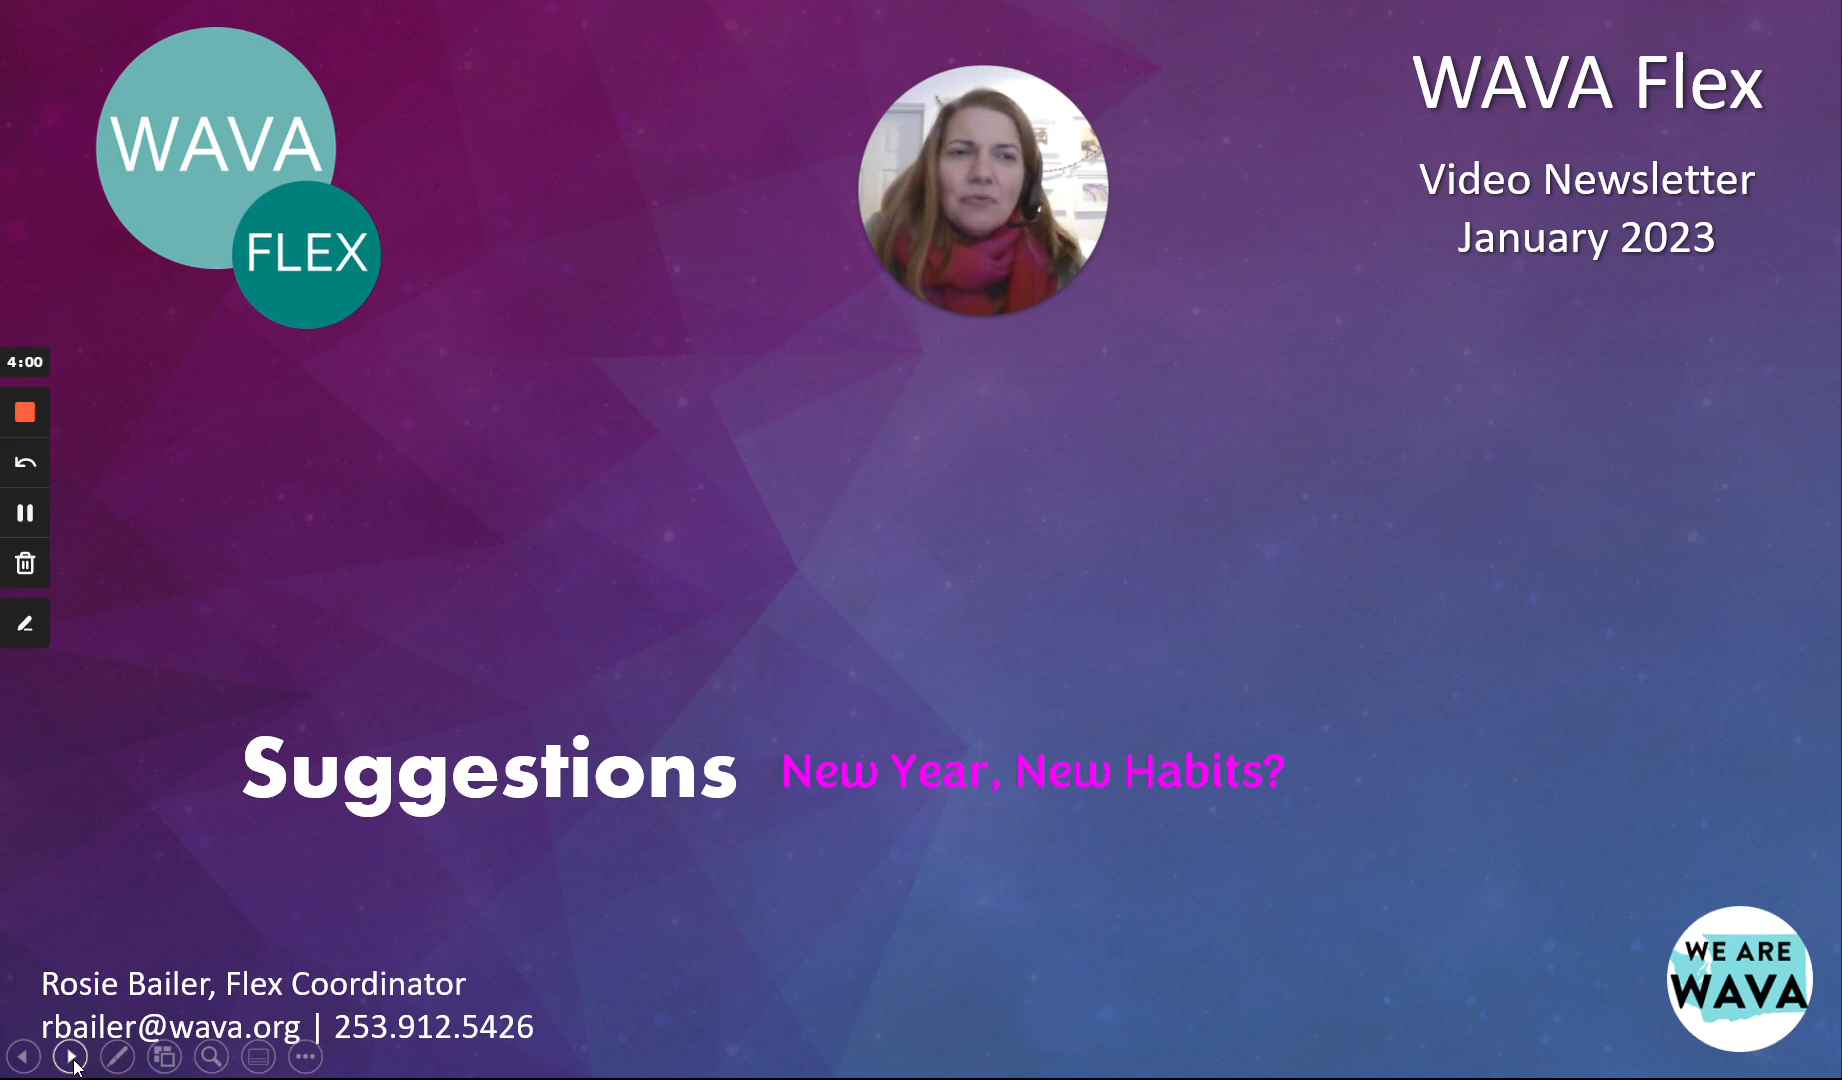 WAVA
FLEX
WAVA Flex
Video Newsletter
January 2023
4:00
Suggestions
New Year, New Habits?
Rosie Bailer, Flex Coordinator
rbailer@wava.org | 253.912.5426
WE ARE
WAVA